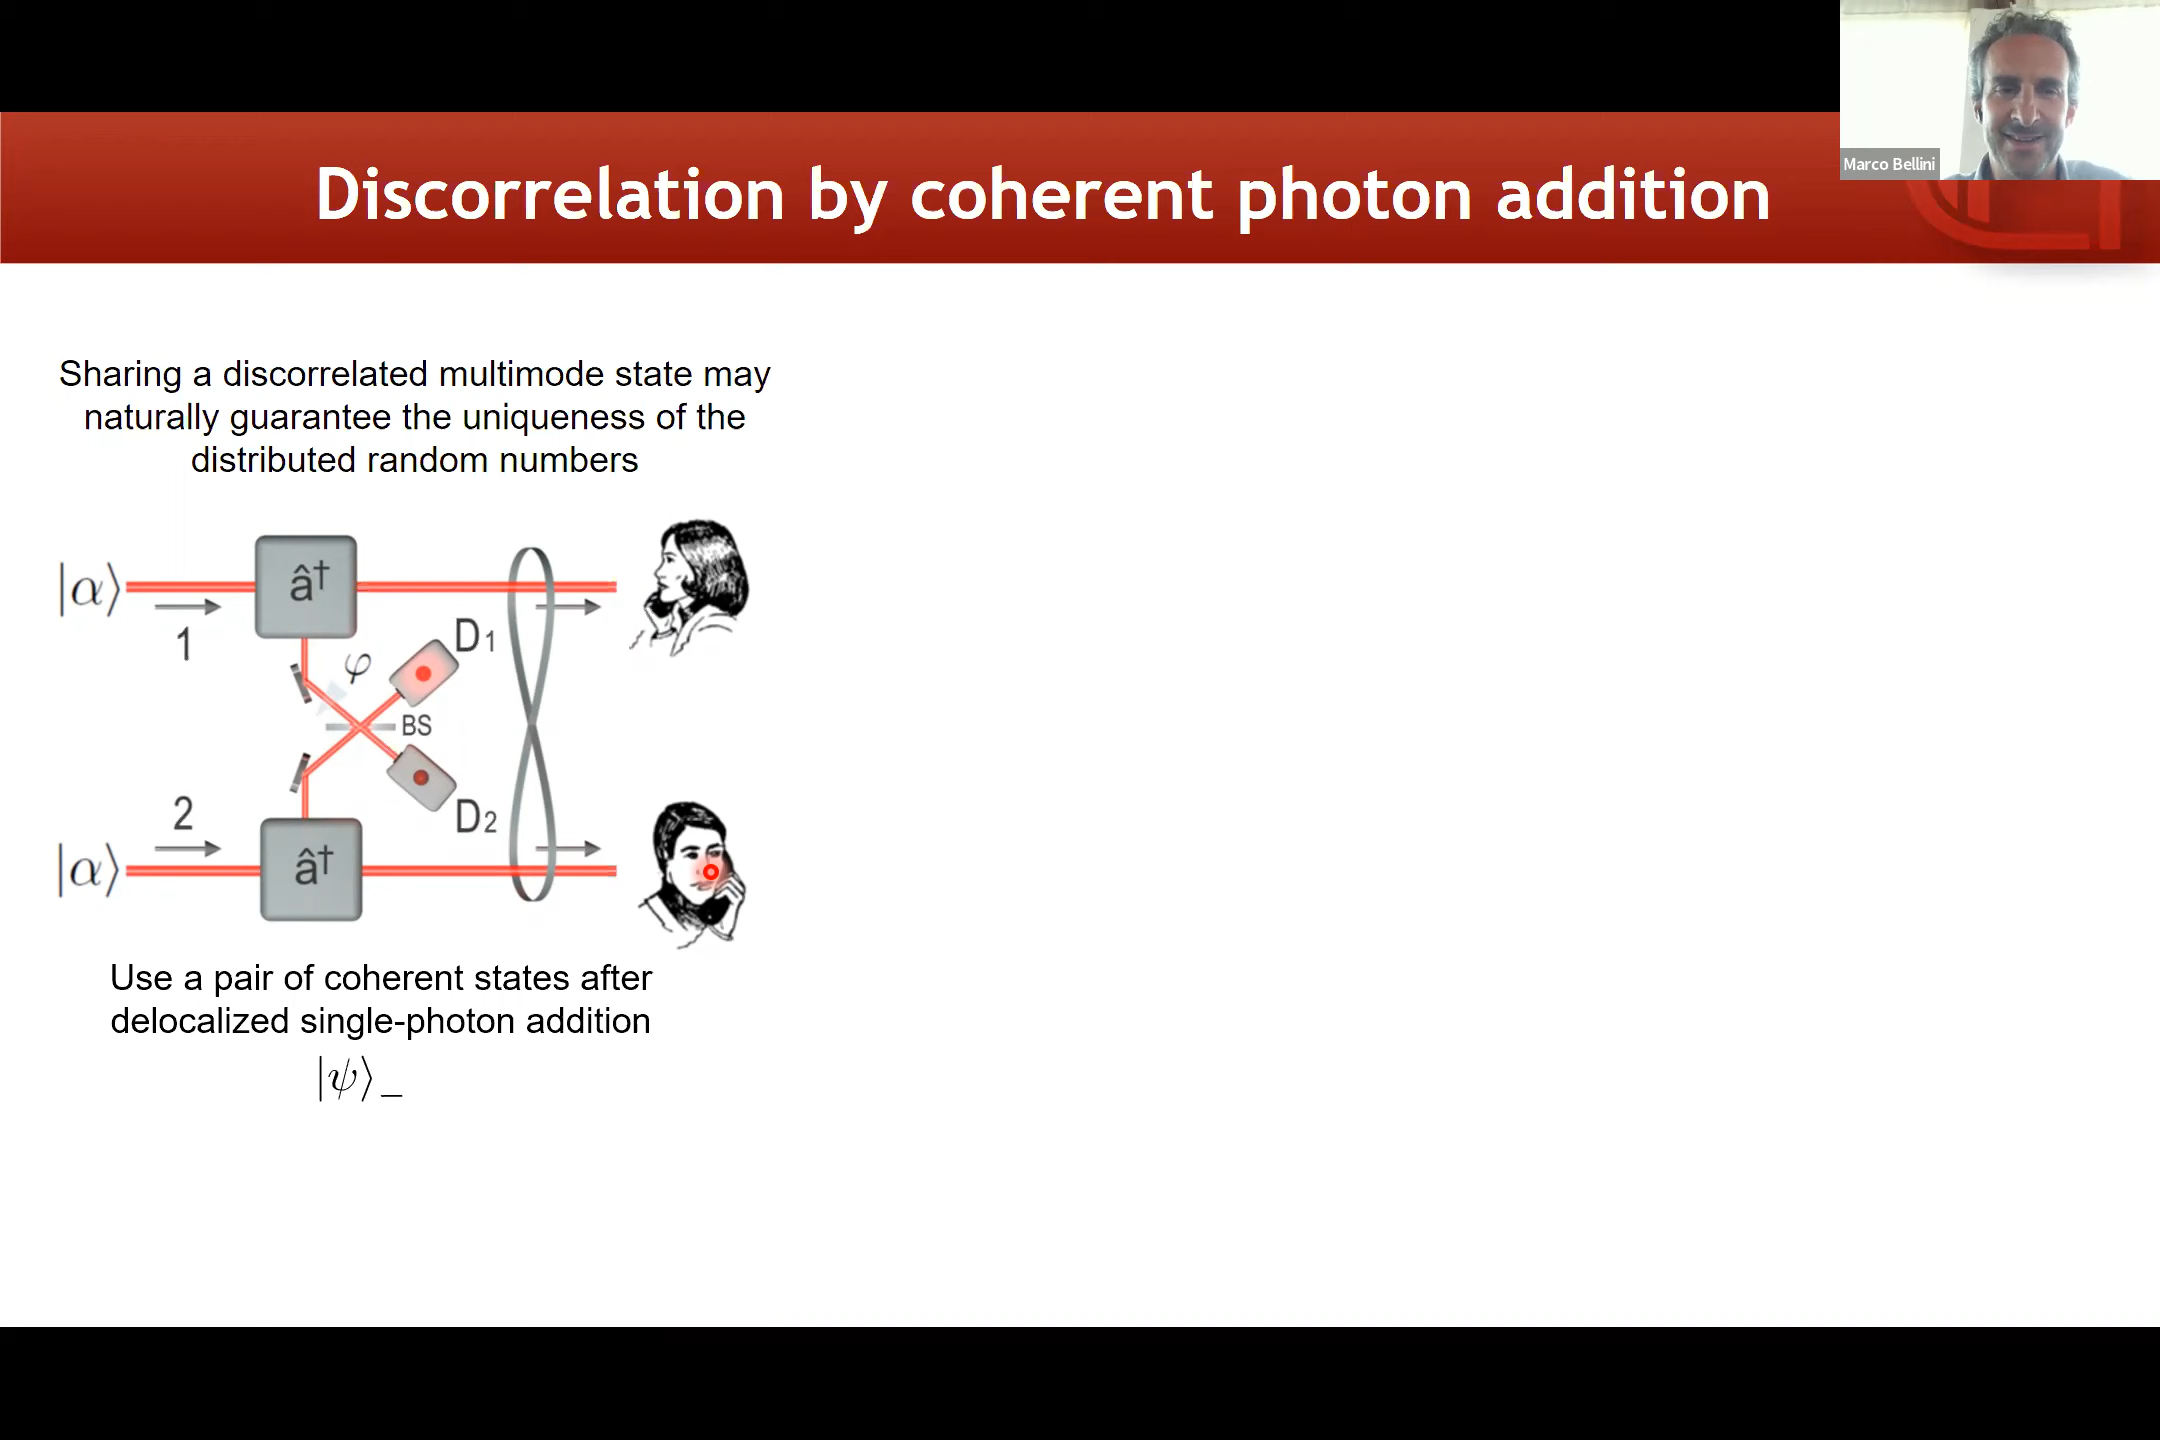 Marco Bellini
Discorrelation by coherent photon addition
Sharing a discorrelated multimode state may
naturally guarantee the uniqueness of the
distributed random numbers
|α⟩
â†
1
φ
D1
BS
2
D2
|α⟩
â†
Use a pair of coherent states after
delocalized single-photon addition
|ψ⟩_